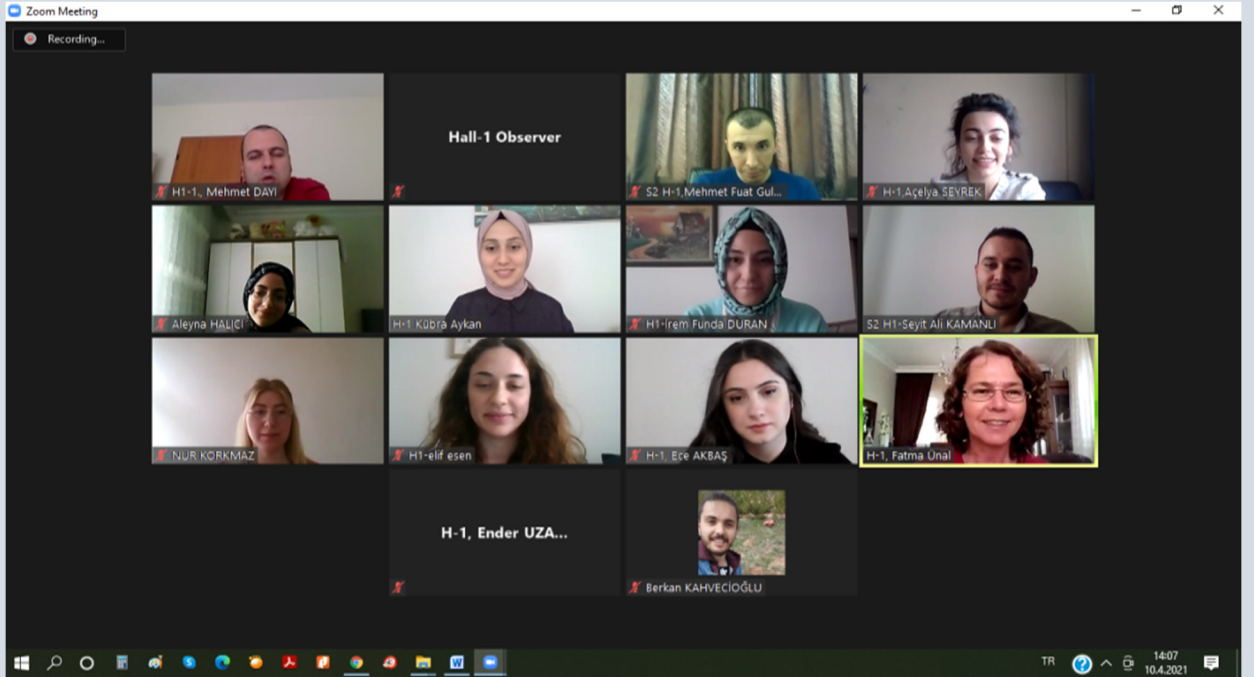 Zoom Meeting
Recording...
H1-1., Mehmet DAYI
Hall-1 Observer
S2 H-1,Mehmet Fuat Gul...
H-1,Açelya SEYREK
Aleyna HALICI
H-1 Kübra Aykan
H1-İrem Funda DURAN
S2 H1-Seyit Ali KAMANLI
NUR KORKMAZ
H1-elif esen
H-1, Ece AKBAŞ
H-1, Fatma Ünal
H-1, Ender UZA...
Berkan KAHVECİOĞLU
TR
14:07
10.4.2021